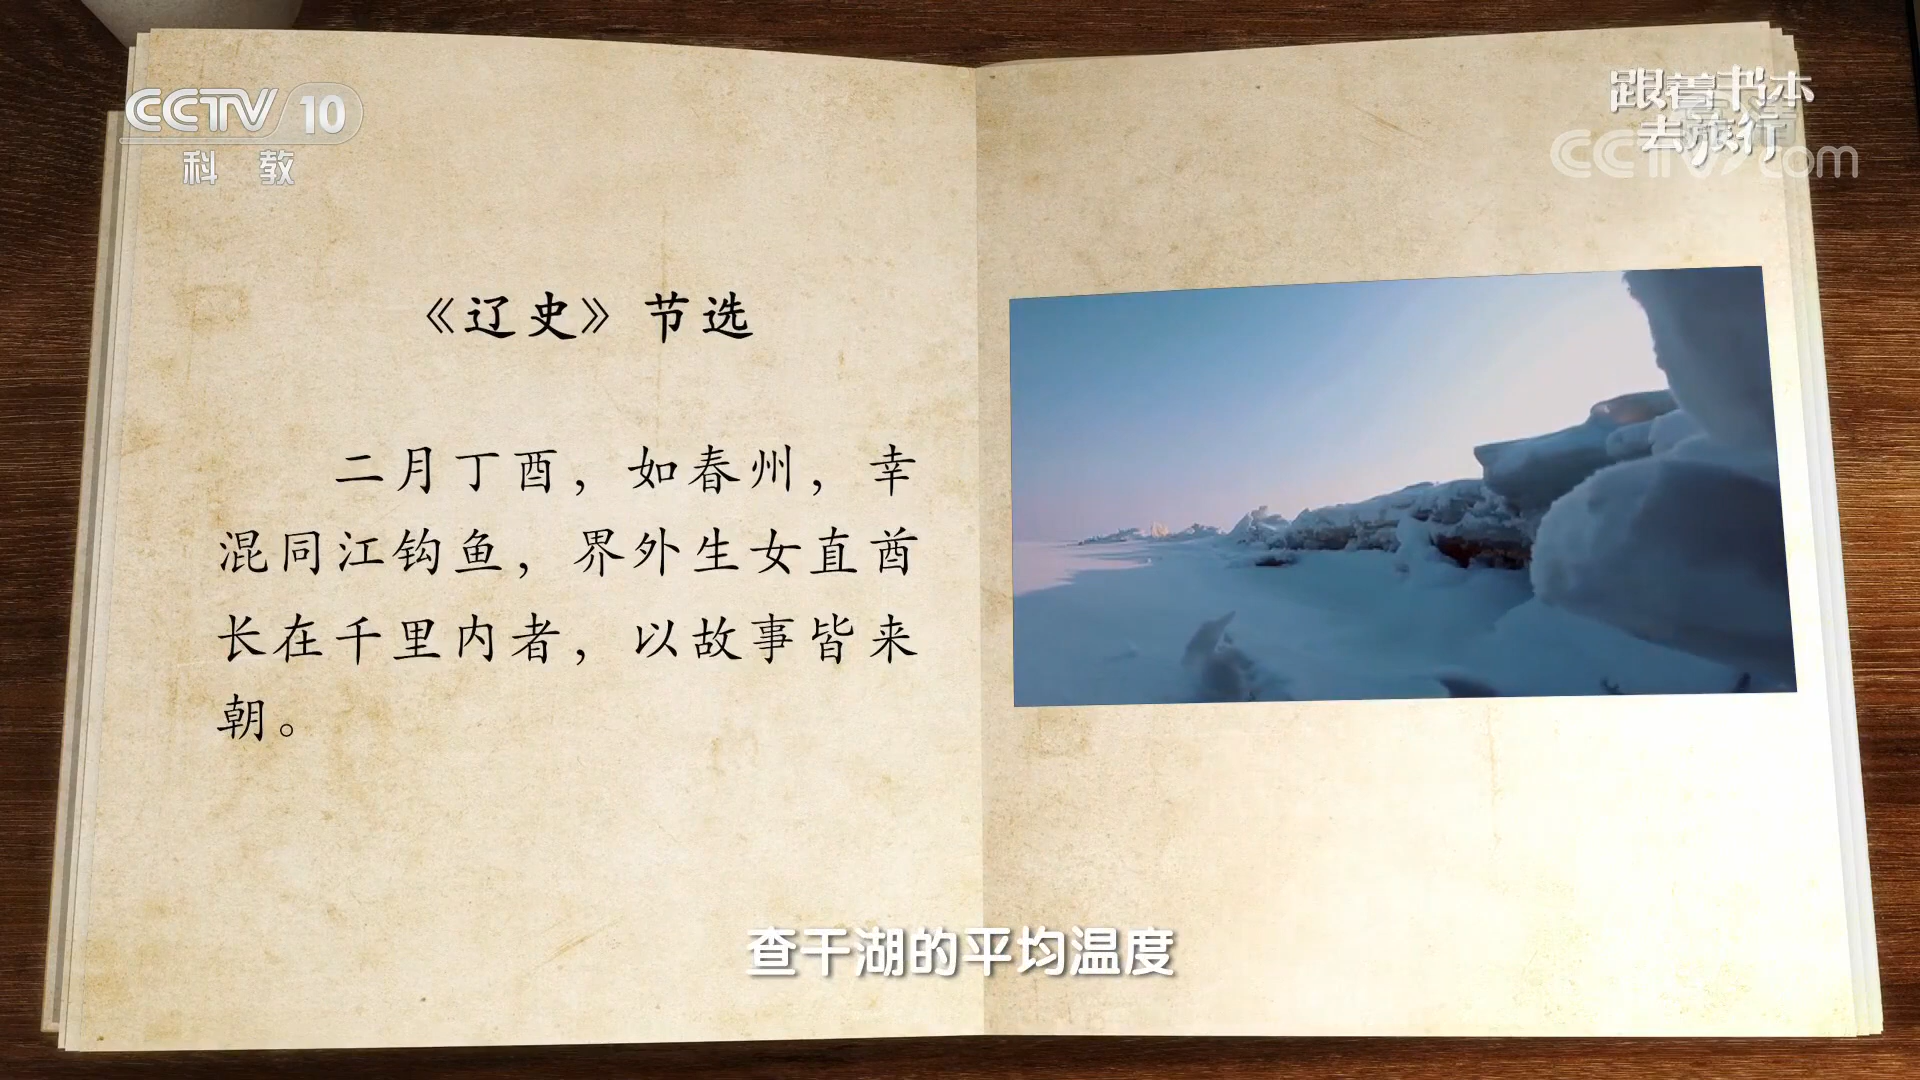 CCTV 10
科教
跟着书本
去旅行
CCTV.com
《辽史》节选
二月丁酉，如春州，幸
混同江钩鱼，界外生女直酋
长在千里内者，以故事皆来
朝。
查干湖的平均温度